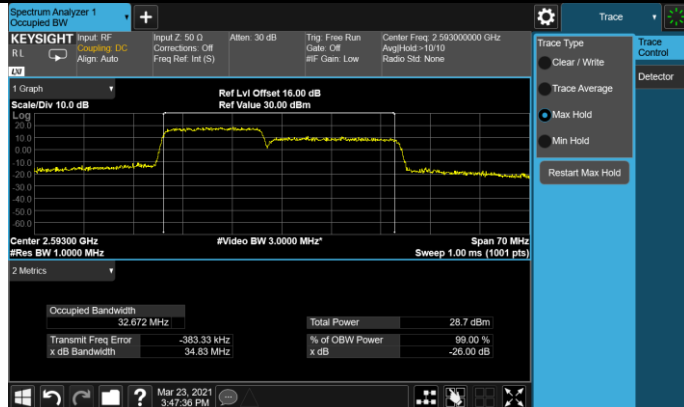 Spectrum Analyzer 1
Occupied BW
Trace
KEYSIGHT
R L
LXI
Input: RF
Coupling: DC
Align: Auto
Input Z: 50 Ω
Corrections: Off
Freq Ref: Int (S)
Atten: 30 dB
Trig: Free Run
Gate: Off
#IF Gain: Low
Center Freq: 2.593000000 GHz
Avg|Hold:>10/10
Radio Std: None
Trace Type
Clear / Write
Trace Average
Max Hold
Min Hold
Restart Max Hold
Trace
Control
Detector
1 Graph
Scale/Div 10.0 dB
Ref Lvl Offset 16.00 dB
Ref Value 30.00 dBm
Log
20.0
10.0
0.00
-10.0
-20.0
-30.0
-40.0
-50.0
-60.0
Center 2.59300 GHz
#Res BW 1.0000 MHz
#Video BW 3.0000 MHz*
Span 70 MHz
Sweep 1.00 ms (1001 pts)
2 Metrics
Occupied Bandwidth
32.672 MHz
Total Power 28.7 dBm
Transmit Freq Error -383.33 kHz
% of OBW Power 99.00 %
x dB Bandwidth 34.83 MHz
x dB -26.00 dB
?
Mar 23, 2021
3:47:36 PM